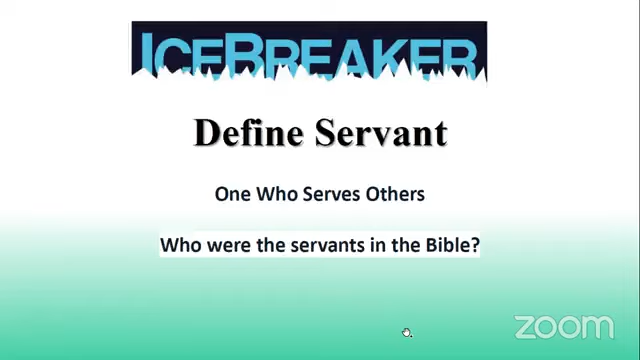 IceBreaker
Define Servant
One Who Serves Others
Who were the servants in the Bible?
zoom